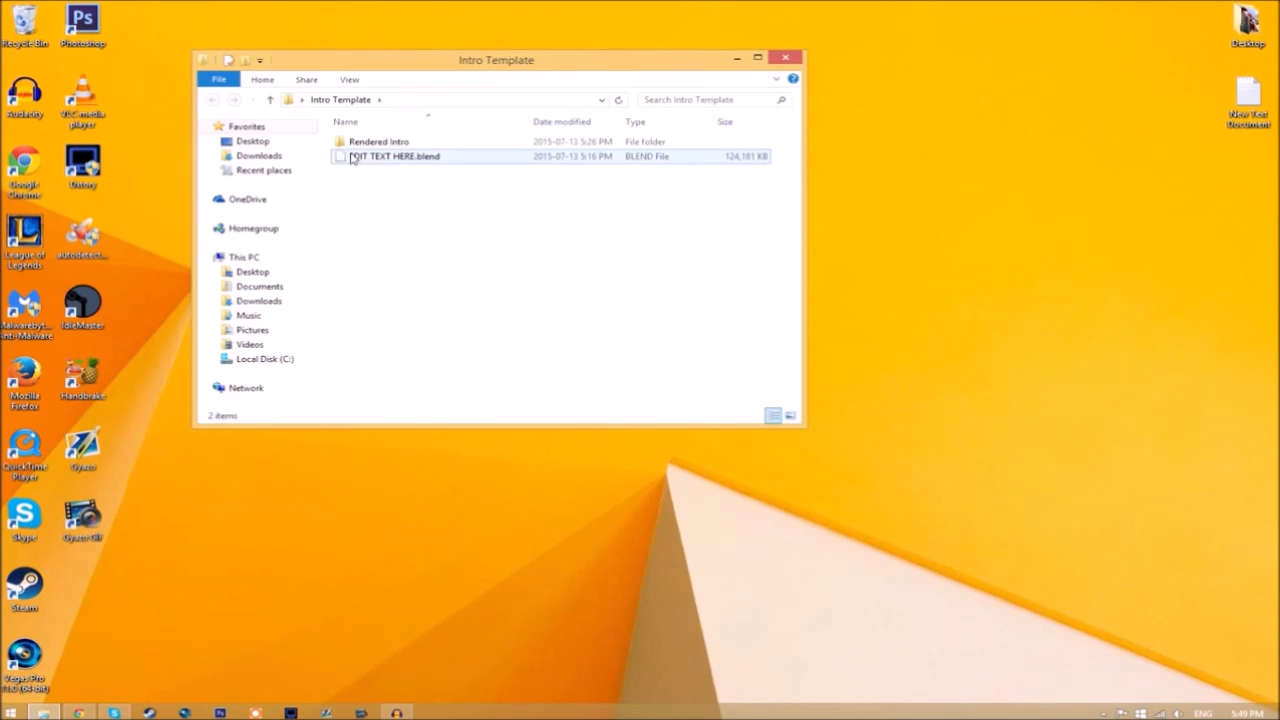 Intro Template
File Home Share View
Intro Template
Search Intro Template
Name Date modified Type Size
Rendered Intro 2015-07-13 5:26 PM File folder
EDIT TEXT HERE.blend 2015-07-13 5:16 PM BLEND File 124,181 KB
Favorites
Desktop
Downloads
Recent places
OneDrive
Homegroup
This PC
Desktop
Documents
Downloads
Music
Pictures
Videos
Local Disk (C:)
Network
2 items
Recycle Bin
Photoshop
Audacity
VLC media
player
Google
Chrome
Dxtory
League of
Legends
autodetect...
Malwarebyt...
Anti-Malware
IdleMaster
Mozilla
Firefox
Handbrake
QuickTime
Player
Gyazo
Skype
Gyazo GIF
Steam
Vegas Pro
11.0 (64-bit)
Desktop
New Text
Document
ENG 5:49 PM